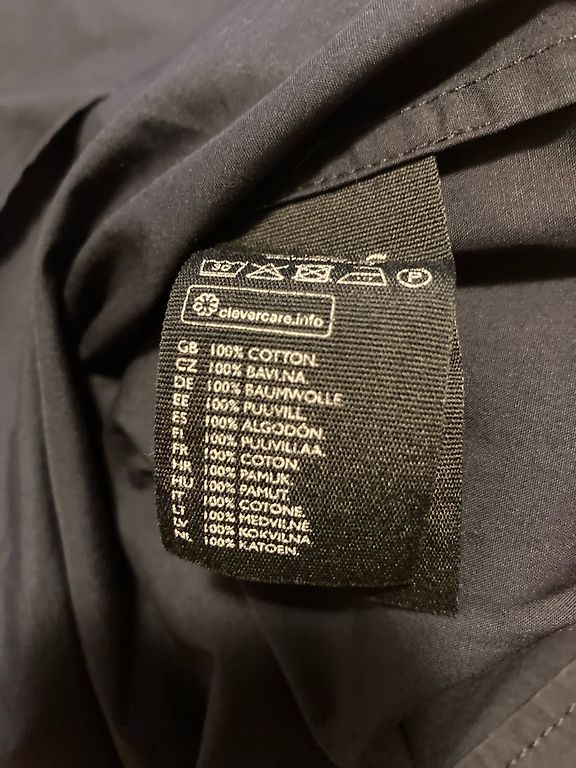 30
P
clevercare.info
GB 100% COTTON.
CZ 100% BAVLNA.
DE 100% BAUMWOLLE
EE 100% PUUVILL.
ES 100% ALGODÓN.
FI 100% PUUVILLAA.
FR 100% COTON.
HR 100% PAMUK.
HU 100% PAMUT.
IT 100% COTONE.
LT 100% MEDVILNĖ
LV 100% KOKVILNA
NL 100% KATOEN.